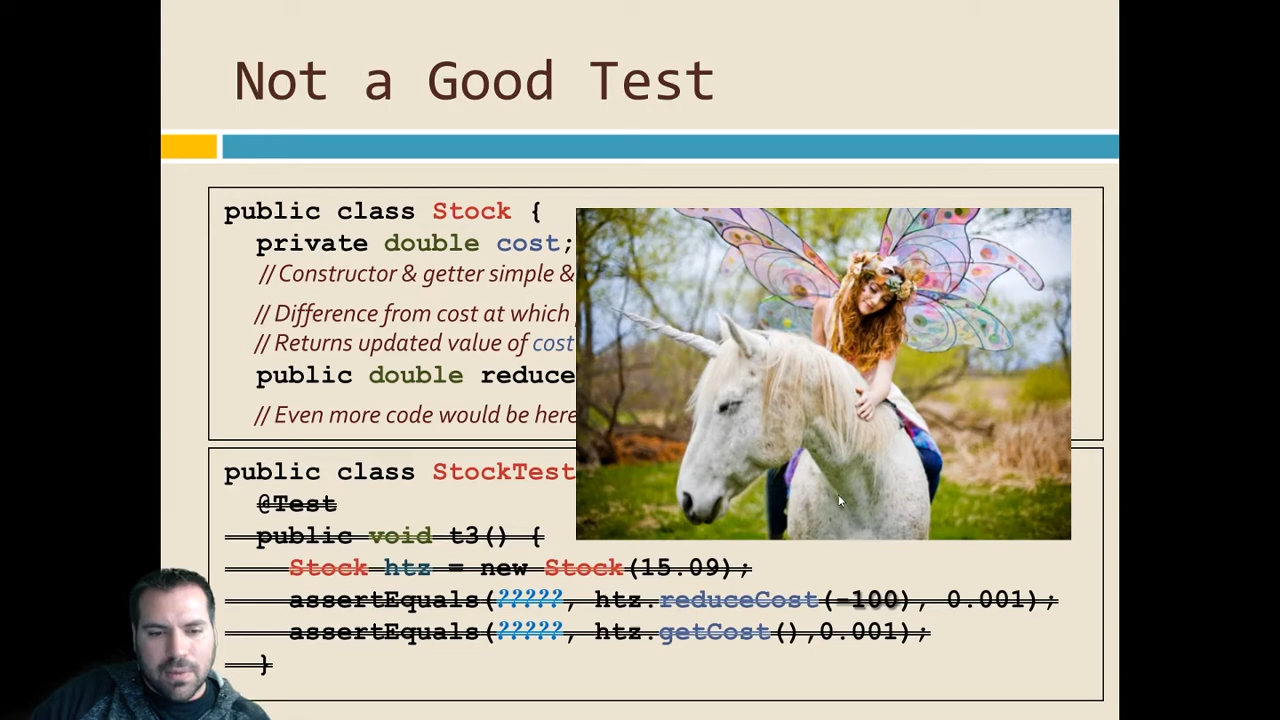 Not a Good Test
public class Stock {
private double cost;
// Constructor & getter simple &
// Difference from cost at which
// Returns updated value of cost
public double reduce
// Even more code would be here
public class StockTest
@Test
public void t3() {
Stock htz = new Stock(15.09);
assertEquals(?????, htz.reduceCost(-100), 0.001);
assertEquals(?????, htz.getCost(),0.001);
}